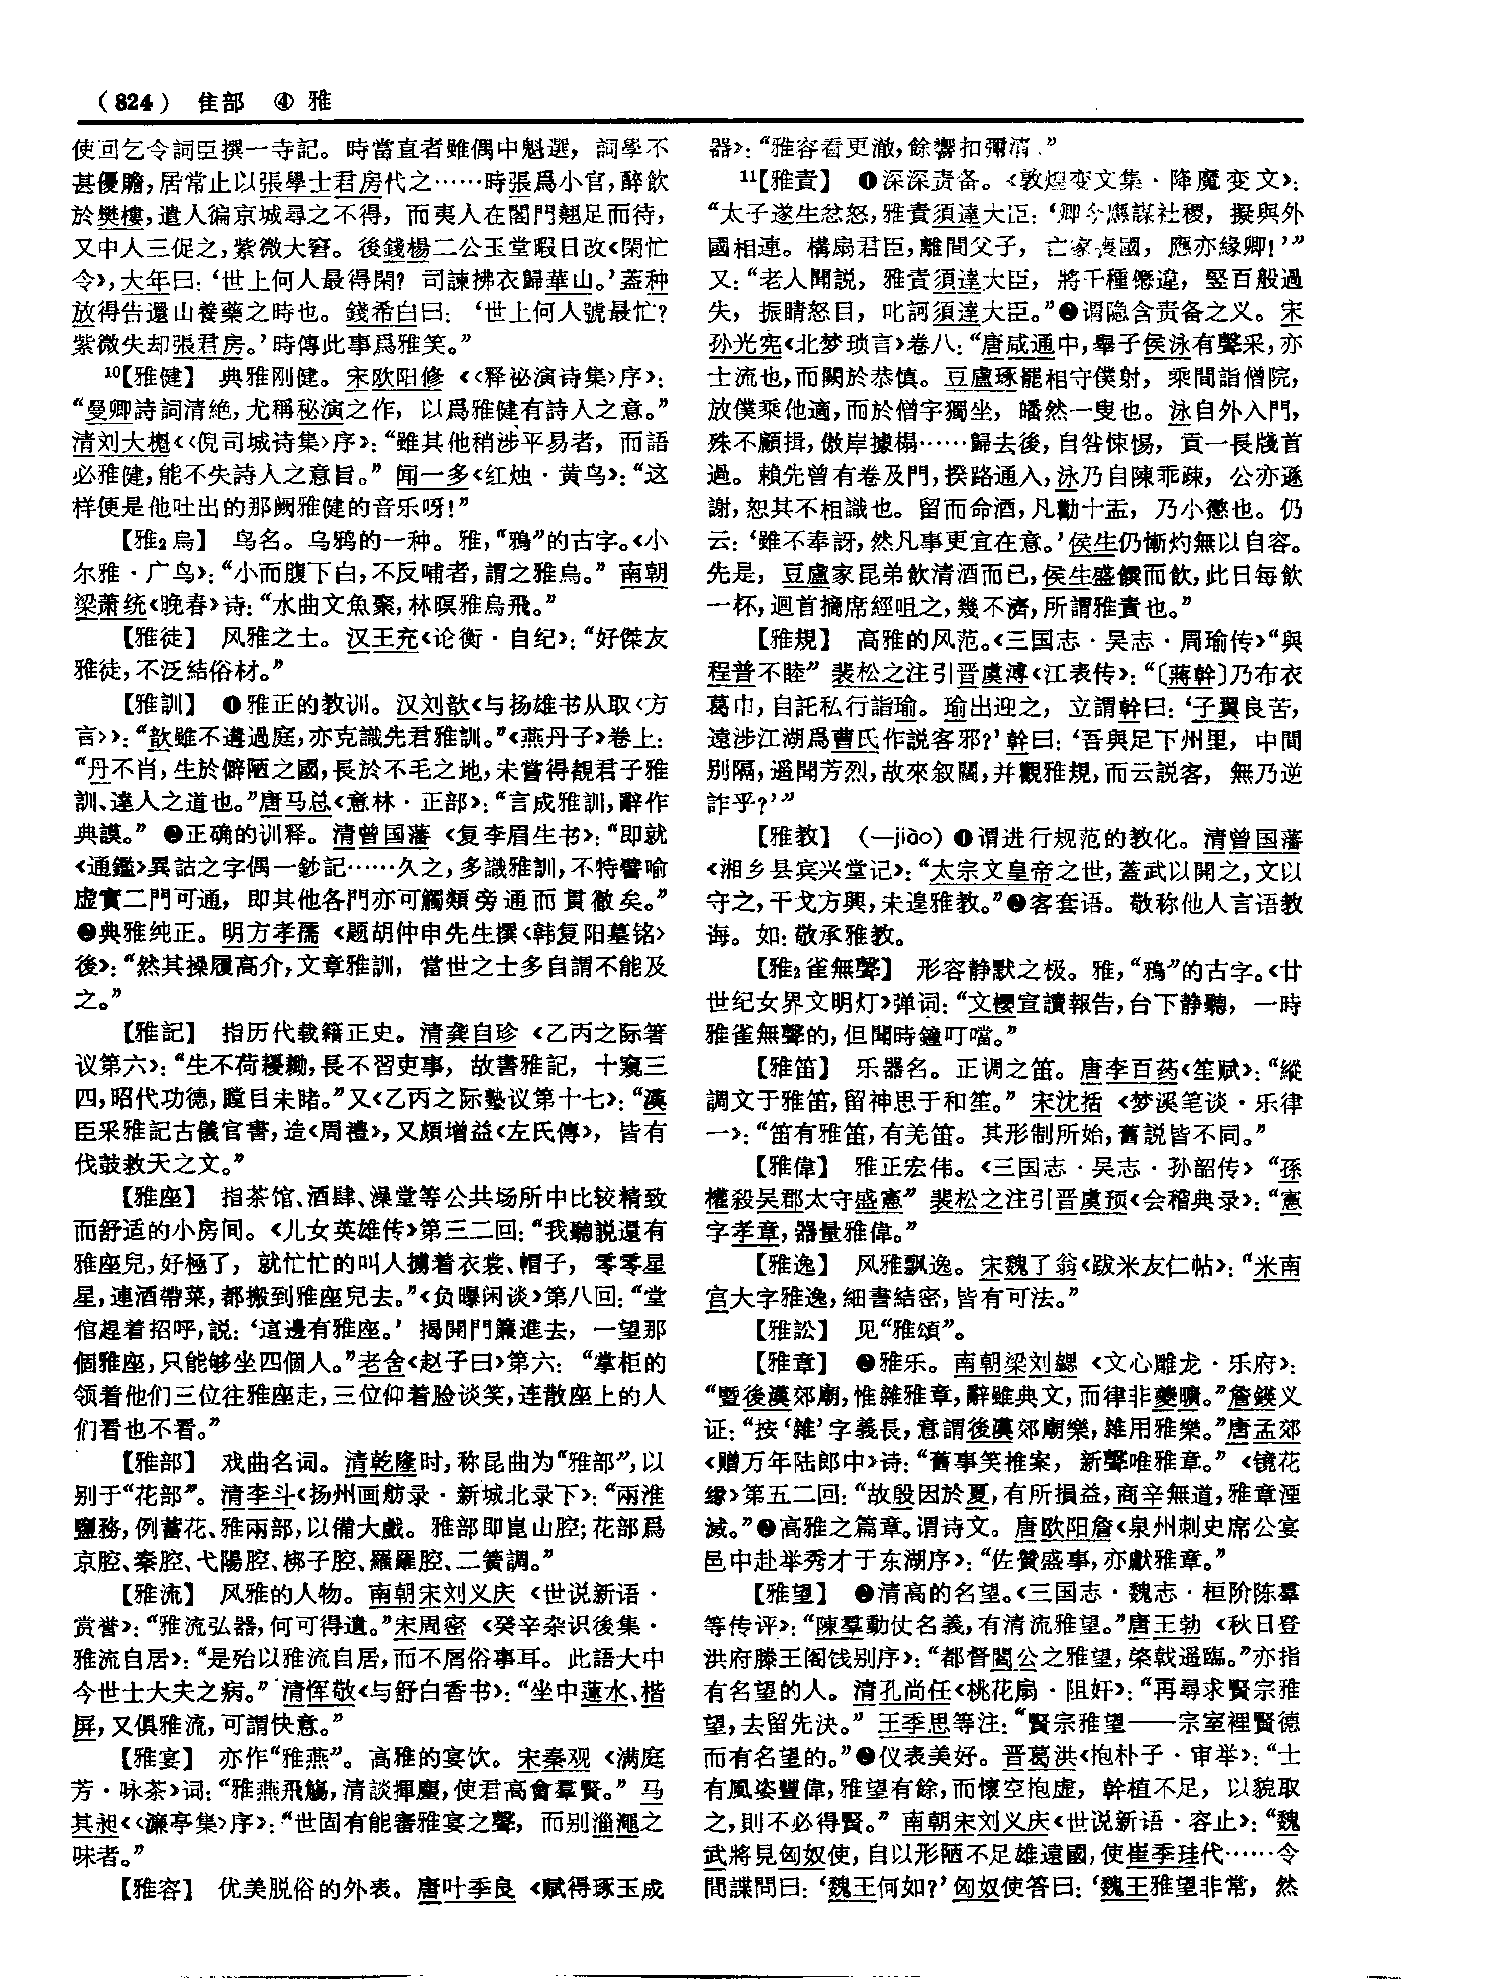 （824） 隹部 ④ 雅
使回乞令詞臣撰一寺記。時當直者雖偶中魁選，詞學不
甚優贍，居常止以張學士君房代之……時張爲小官，醉飲
於樊樓，遣人徧京城尋之不得，而夷人在閤門翹足而待，
又中人三促之，紫微大窘。後錢楊二公玉堂暇日改《閑忙
令》，大年曰：‘世上何人最得閑？司諫拂衣歸華山。’蓋种
放得告還山養藥之時也。錢希白曰：‘世上何人號最忙？
紫微失却張君房。’時傳此事爲雅笑。”
10【雅健】 典雅刚健。宋欧阳修《〈释祕演诗集〉序》：
“曼卿詩詞清絶，尤稱秘演之作，以爲雅健有詩人之意。”
清刘大櫆《〈倪司城诗集〉序》：“雖其他稍涉平易者，而語
必雅健，能不失詩人之意旨。”闻一多《红烛·黄鸟》：“这
样便是他吐出的那阙雅健的音乐呀！”
【雅2烏】 鸟名。乌鸦的一种。雅，“鴉”的古字。《小
尔雅·广鸟》：“小而腹下白，不反哺者，謂之雅烏。”南朝
梁萧统《晚春》诗：“水曲文魚聚，林暝雅烏飛。”
【雅徒】 风雅之士。汉王充《论衡·自纪》：“好傑友
雅徒，不泛結俗材。”
【雅訓】 ❶雅正的教训。汉刘歆《与扬雄书从取〈方
言〉》：“歆雖不遘過庭，亦克識先君雅訓。”《燕丹子》卷上：
“丹不肖，生於僻陋之國，長於不毛之地，未嘗得覩君子雅
訓、達人之道也。”唐马总《意林·正部》：“言成雅訓，辭作
典謨。”❷正确的训释。清曾国藩《复李眉生书》：“即就
《通鑑》異詁之字偶一鈔記……久之，多識雅訓，不特譬喻
虚實二門可通，即其他各門亦可觸類旁通而貫徹矣。”
❸典雅纯正。明方孝孺《题胡仲申先生撰〈韩复阳墓铭〉
後》：“然其操履高介，文章雅訓，當世之士多自謂不能及
之。”
【雅記】 指历代载籍正史。清龚自珍《乙丙之际箸
议第六》：“生不荷耰耡，長不習吏事，故書雅記，十窺三
四，昭代功德，瞠目未睹。”又《乙丙之际塾议第十七》：“漢
臣采雅記古儀官書，造《周禮》，又頗增益《左氏傳》，皆有
伐鼓救天之文。”
【雅座】 指茶馆、酒肆、澡堂等公共场所中比较精致
而舒适的小房间。《儿女英雄传》第三二回：“我聽説還有
雅座兒，好極了，就忙忙的叫人摶着衣裳、帽子，零零星
星，連酒帶菜，都搬到雅座兒去。”《负曝闲谈》第八回：“堂
倌趕着招呼，説：‘這邊有雅座。’揭開門簾進去，一望那
個雅座，只能够坐四個人。”老舍《赵子曰》第六：“掌柜的
领着他们三位往雅座走，三位仰着脸谈笑，连散座上的人
们看也不看。”
【雅部】 戏曲名词。清乾隆时，称昆曲为“雅部”，以
别于“花部”。清李斗《扬州画舫录·新城北录下》：“兩淮
鹽務，例蓄花、雅兩部，以備大戲。雅部即崑山腔；花部爲
京腔、秦腔、弋陽腔、梆子腔、羅羅腔、二簧調。”
【雅流】 风雅的人物。南朝宋刘义庆《世说新语·
赏誉》：“雅流弘器，何可得遺。”宋周密《癸辛杂识後集·
雅流自居》：“是殆以雅流自居，而不屑俗事耳。此語大中
今世士大夫之病。”清恽敬《与舒白香书》：“坐中蓮水、楷
屏，又俱雅流，可謂快意。”
【雅宴】 亦作“雅燕”。高雅的宴饮。宋秦观《满庭
芳·咏茶》词：“雅燕飛觴，清談揮麈，使君高會羣賢。”马
其昶《〈濂亭集〉序》：“世固有能審雅宴之聲，而别淄澠之
味者。”
【雅容】 优美脱俗的外表。唐叶季良《赋得琢玉成
器》：“雅容看更澈，餘響扣彌清。”
11【雅責】 ❶深深责备。《敦煌变文集·降魔变文》：
“太子遂生忿怒，雅責須達大臣：‘卿今應謀社稷，擬與外
國相連。構扇君臣，離間父子，亡家喪國，應亦緣卿！’”
又：“老人聞説，雅責須達大臣，將千種愆違，竪百般過
失，振睛怒目，叱訶須達大臣。”❷谓隐含责备之义。宋
孙光宪《北梦琐言》卷八：“唐咸通中，舉子侯泳有聲采，亦
士流也，而闕於恭慎。豆盧琢罷相守僕射，乘間詣僧院，
放僕乘他適，而於僧宇獨坐，皤然一叟也。泳自外入門，
殊不顧揖，傲岸據榻……歸去後，自咎悚惕，貢一長牋首
過。賴先曾有卷及門，揆路通入，泳乃自陳乖疎，公亦遜
謝，恕其不相識也。留而命酒，凡勸十盂，乃小懲也。仍
云：‘雖不奉訝，然凡事更宜在意。’侯生仍慚灼無以自容。
先是，豆盧家昆弟飲清酒而已，侯生盛饌而飲，此日每飲
一杯，迴首摘席經咀之，幾不濟，所謂雅責也。”
【雅規】 高雅的风范。《三国志·吴志·周瑜传》“與
程普不睦”裴松之注引晋虞溥《江表传》：“〔蔣幹〕乃布衣
葛巾，自託私行詣瑜。瑜出迎之，立謂幹曰：‘子翼良苦，
遠涉江湖爲曹氏作説客邪？’幹曰：‘吾與足下州里，中間
别隔，遥聞芳烈，故來叙闊，并觀雅規，而云説客，無乃逆
詐乎？’”
【雅教】 （—jiào）❶谓进行规范的教化。清曾国藩
《湘乡县宾兴堂记》：“太宗文皇帝之世，蓋武以開之，文以
守之，干戈方興，未遑雅教。”❷客套语。敬称他人言语教
诲。如：敬承雅教。
【雅2雀無聲】 形容静默之极。雅，“鴉”的古字。《廿
世纪女界文明灯》弹词：“文櫻宣讀報告，台下静聽，一時
雅雀無聲的，但聞時鐘叮噹。”
【雅笛】 乐器名。正调之笛。唐李百药《笙赋》：“縱
調文于雅笛，留神思于和笙。”宋沈括《梦溪笔谈·乐律
一》：“笛有雅笛，有羌笛。其形制所始，舊説皆不同。”
【雅偉】 雅正宏伟。《三国志·吴志·孙韶传》“孫
權殺吴郡太守盛憲”裴松之注引晋虞预《会稽典录》：“憲
字孝章，器量雅偉。”
【雅逸】 风雅飘逸。宋魏了翁《跋米友仁帖》：“米南
宫大字雅逸，細書結密，皆有可法。”
【雅訟】 见“雅頌”。
【雅章】 ❶雅乐。南朝梁刘勰《文心雕龙·乐府》：
“暨後漢郊廟，惟雜雅章，辭雖典文，而律非夔曠。”詹鍈义
证：“按‘雜’字義長，意謂後漢郊廟樂，雜用雅樂。”唐孟郊
《赠万年陆郎中》诗：“舊事笑推案，新聲唯雅章。”《镜花
缘》第五二回：“故殷因於夏，有所損益，商辛無道，雅章湮
滅。”❷高雅之篇章。谓诗文。唐欧阳詹《泉州刺史席公宴
邑中赴举秀才于东湖序》：“佐贊盛事，亦獻雅章。”
【雅望】 ❶清高的名望。《三国志·魏志·桓阶陈羣
等传评》：“陳羣動仗名義，有清流雅望。”唐王勃《秋日登
洪府滕王阁饯别序》：“都督閻公之雅望，棨戟遥臨。”亦指
有名望的人。清孔尚任《桃花扇·阻奸》：“再尋求賢宗雅
望，去留先決。”王季思等注：“賢宗雅望——宗室裡賢德
而有名望的。”❷仪表美好。晋葛洪《抱朴子·审举》：“士
有風姿豐偉，雅望有餘，而懷空抱虚，幹植不足，以貌取
之，則不必得賢。”南朝宋刘义庆《世说新语·容止》：“魏
武將見匈奴使，自以形陋不足雄遠國，使崔季珪代……令
間諜問曰：‘魏王何如？’匈奴使答曰：‘魏王雅望非常，然